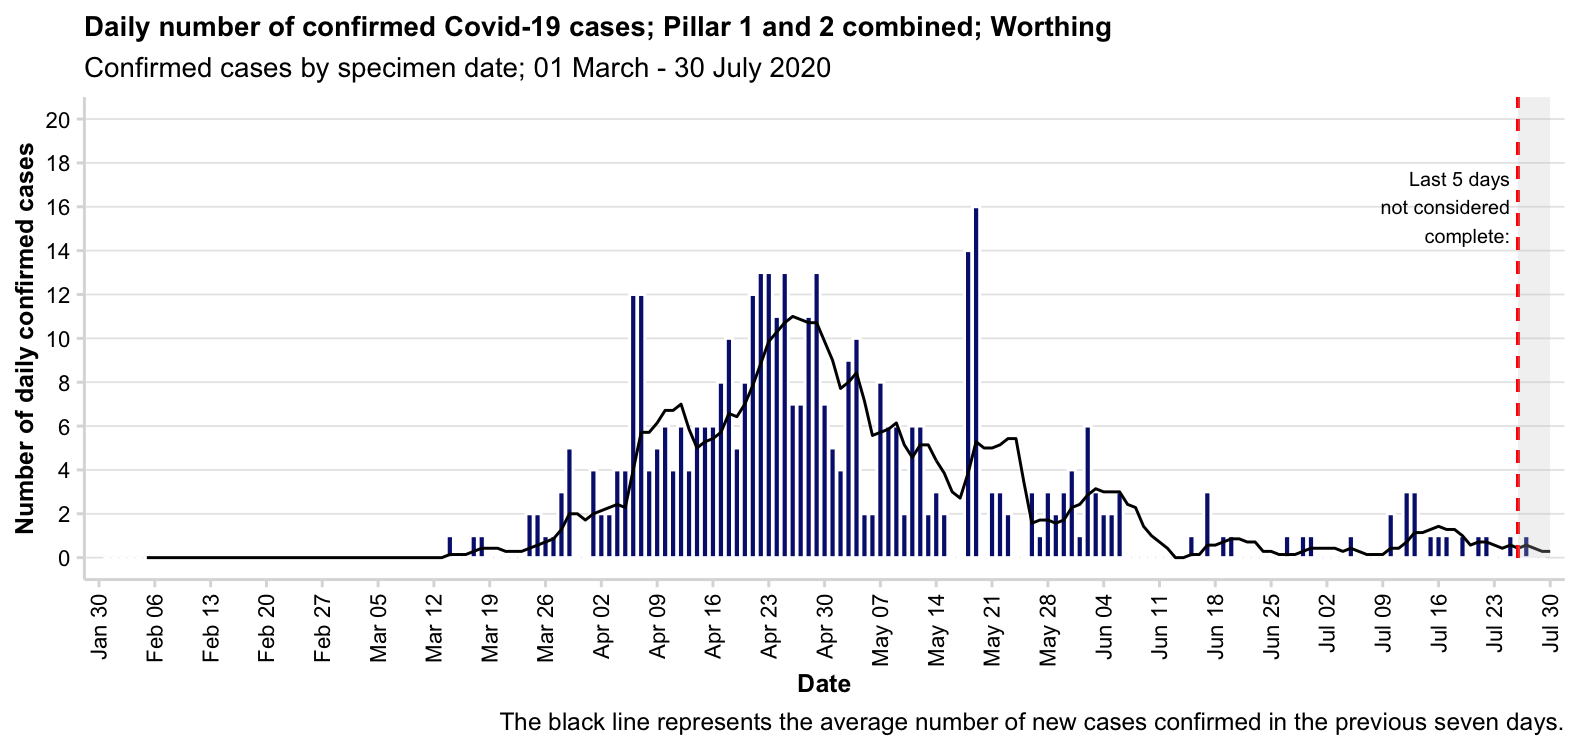 Daily number of confirmed Covid-19 cases; Pillar 1 and 2 combined; Worthing
Confirmed cases by specimen date; 01 March - 30 July 2020
Number of daily confirmed cases
20
18
16
14
12
10
8
6
4
2
0
Last 5 days
not considered
complete:
Jan 30
Feb 06
Feb 13
Feb 20
Feb 27
Mar 05
Mar 12
Mar 19
Mar 26
Apr 02
Apr 09
Apr 16
Apr 23
Apr 30
May 07
May 14
May 21
May 28
Jun 04
Jun 11
Jun 18
Jun 25
Jul 02
Jul 09
Jul 16
Jul 23
Jul 30
Date
The black line represents the average number of new cases confirmed in the previous seven days.